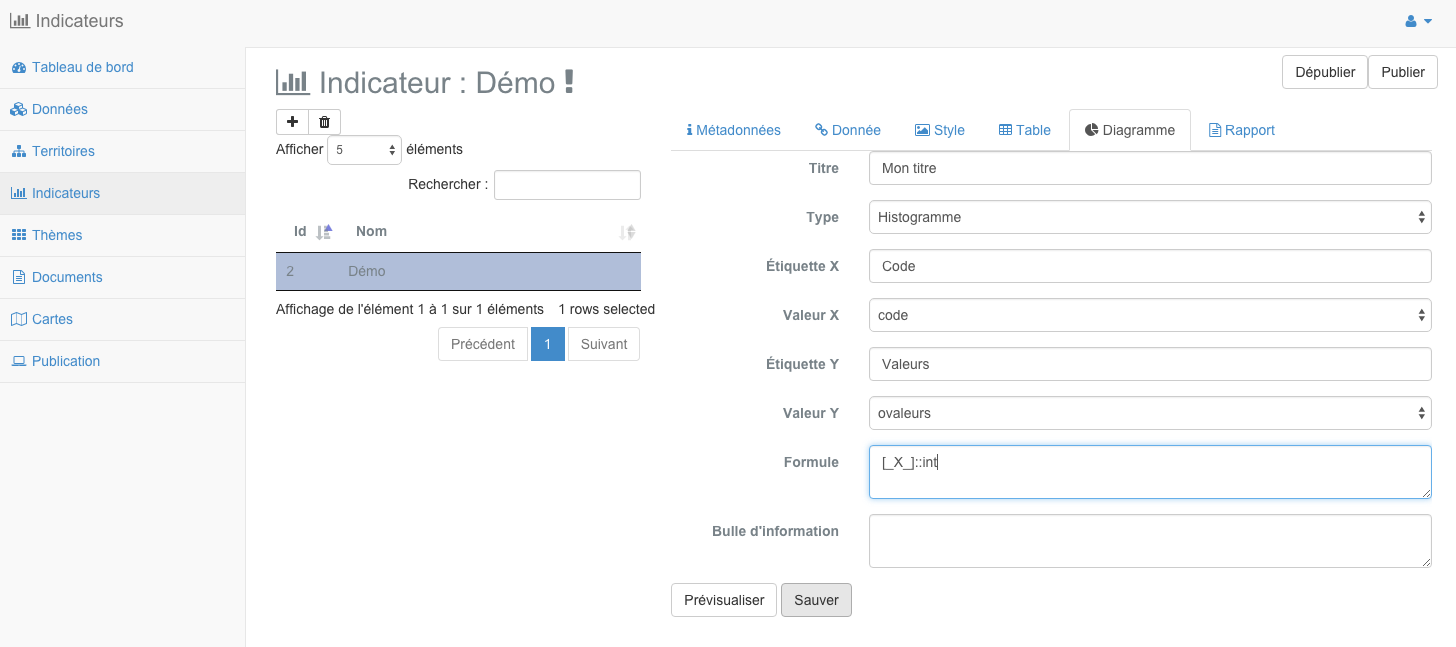 Indicateurs
Tableau de bord
Données
Territoires
Indicateurs
Thèmes
Documents
Cartes
Publication
Indicateur : Démo !
Dépublier Publier
Afficher 5 éléments
Rechercher :
Id Nom
2 Démo
Affichage de l'élément 1 à 1 sur 1 éléments 1 rows selected
Précédent 1 Suivant
Métadonnées Donnée Style Table Diagramme Rapport
Titre Mon titre
Type Histogramme
Étiquette X Code
Valeur X code
Étiquette Y Valeurs
Valeur Y ovaleurs
Formule [_X_]::int
Bulle d'information
Prévisualiser Sauver